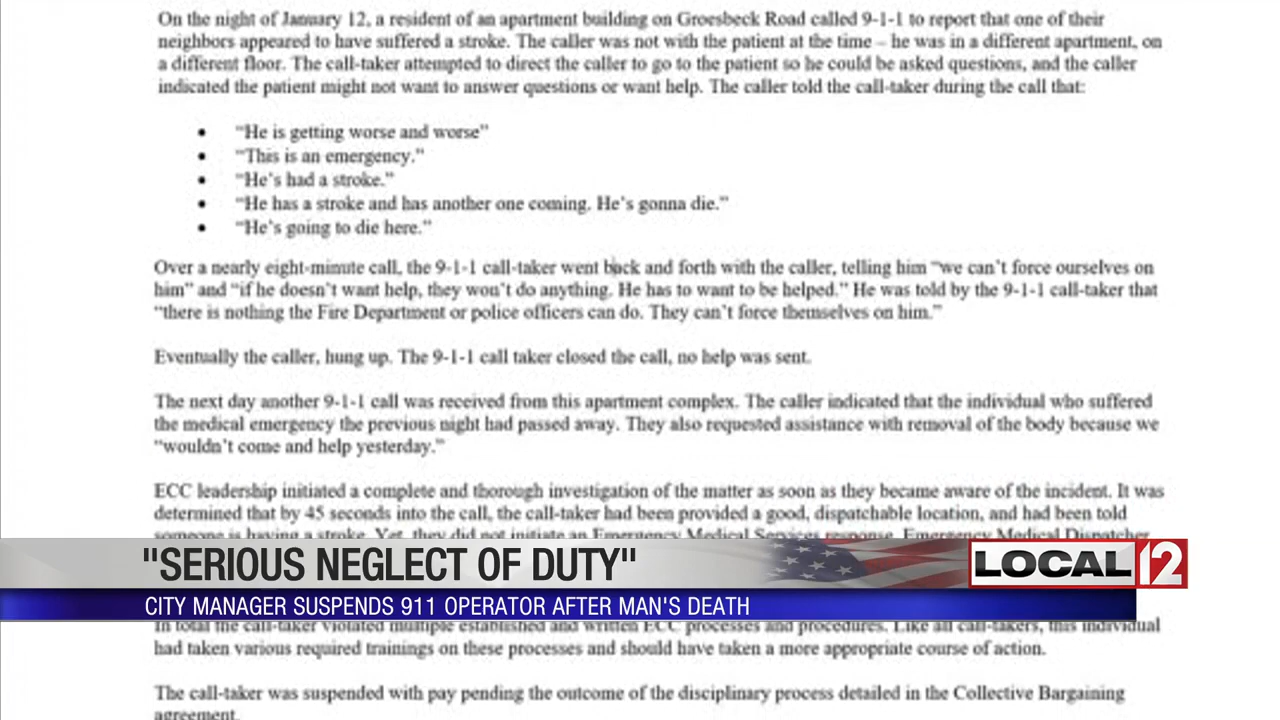 On the night of January 12, a resident of an apartment building on Groesbeck Road called 9-1-1 to report that one of their
neighbors appeared to have suffered a stroke. The caller was not with the patient at the time – he was in a different apartment, on
a different floor. The call-taker attempted to direct the caller to go to the patient so he could be asked questions, and the caller
indicated the patient might not want to answer questions or want help. The caller told the call-taker during the call that:
• "He is getting worse and worse"
• "This is an emergency."
• "He's had a stroke."
• "He has a stroke and has another one coming. He's gonna die."
• "He's going to die here."
Over a nearly eight-minute call, the 9-1-1 call-taker went back and forth with the caller, telling him "we can't force ourselves on
him" and "if he doesn't want help, they won't do anything. He has to want to be helped." He was told by the 9-1-1 call-taker that
"there is nothing the Fire Department or police officers can do. They can't force themselves on him."
Eventually the caller, hung up. The 9-1-1 call taker closed the call, no help was sent.
The next day another 9-1-1 call was received from this apartment complex. The caller indicated that the individual who suffered
the medical emergency the previous night had passed away. They also requested assistance with removal of the body because we
"wouldn't come and help yesterday."
ECC leadership initiated a complete and thorough investigation of the matter as soon as they became aware of the incident. It was
determined that by 45 seconds into the call, the call-taker had been provided a good, dispatchable location, and had been told
someone is having a stroke. Yet, they did not initiate an Emergency Medical Services response. Emergency Medical Dispatcher
"SERIOUS NEGLECT OF DUTY"
LOCAL 12
CITY MANAGER SUSPENDS 911 OPERATOR AFTER MAN'S DEATH
In total the call-taker violated multiple established and written ECC processes and procedures. Like all call-takers, this individual
had taken various required trainings on these processes and should have taken a more appropriate course of action.
The call-taker was suspended with pay pending the outcome of the disciplinary process detailed in the Collective Bargaining
agreement.